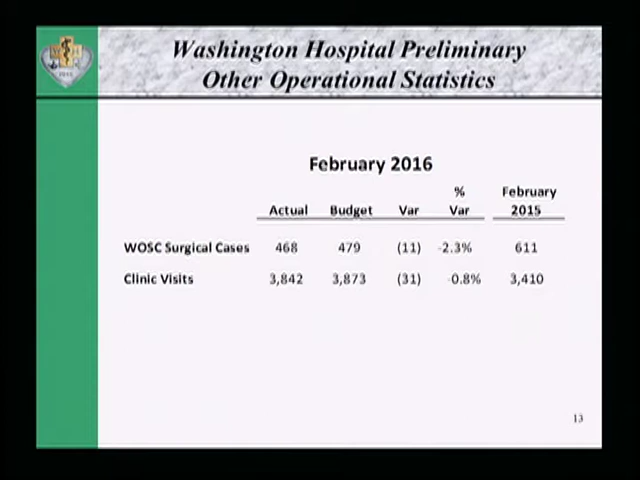 Washington Hospital Preliminary
Other Operational Statistics
February 2016
% February
Actual Budget Var Var 2015
WOSC Surgical Cases 468 479 (11) -2.3% 611
Clinic Visits 3,842 3,873 (31) -0.8% 3,410
13